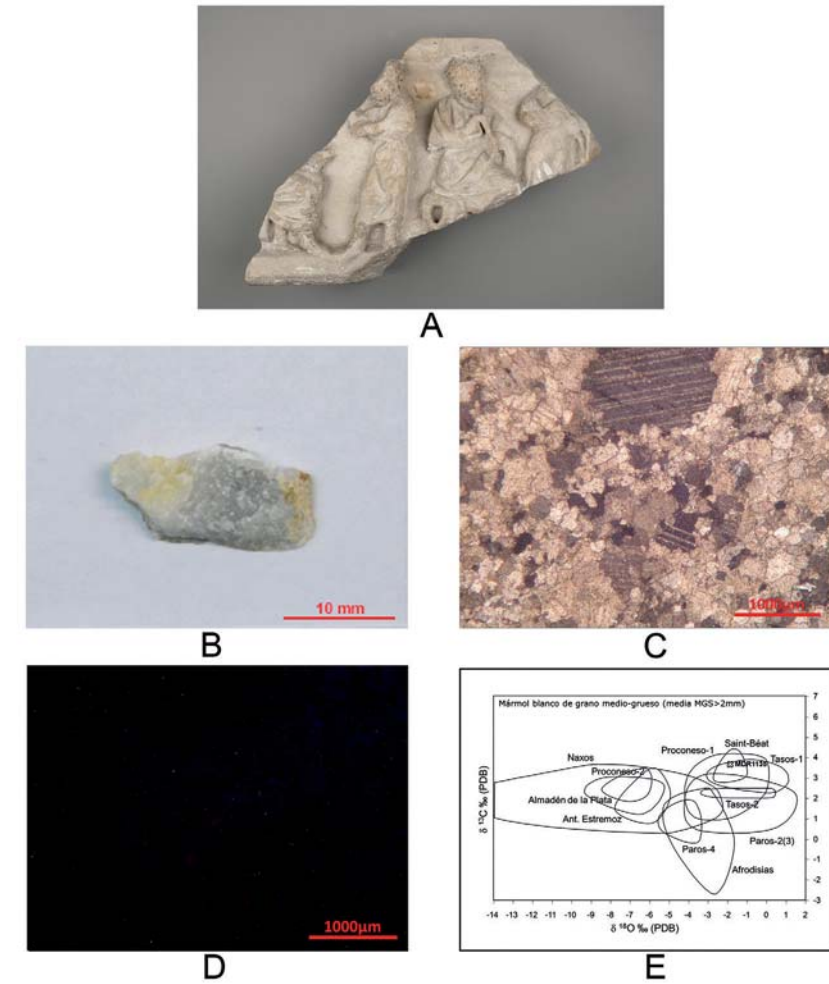 A
10 mm
B
1000µm
C
1000µm
D
Mármol blanco de grano medio-grueso (media MGS>2mm)
Saint-Béat
Proconeso-1
Tasos-1
Naxos
MCR1138
Proconeso-2
Almadén de la Plata
Tasos-2
Ant. Estremoz
Paros-4
Paros-2(3)
Afrodisias
δ ¹³C ‰ (PDB)
7
6
5
4
3
2
1
0
-1
-2
-3
-14 -13 -12 -11 -10 -9 -8 -7 -6 -5 -4 -3 -2 -1 0 1 2
δ ¹⁸O ‰ (PDB)
E